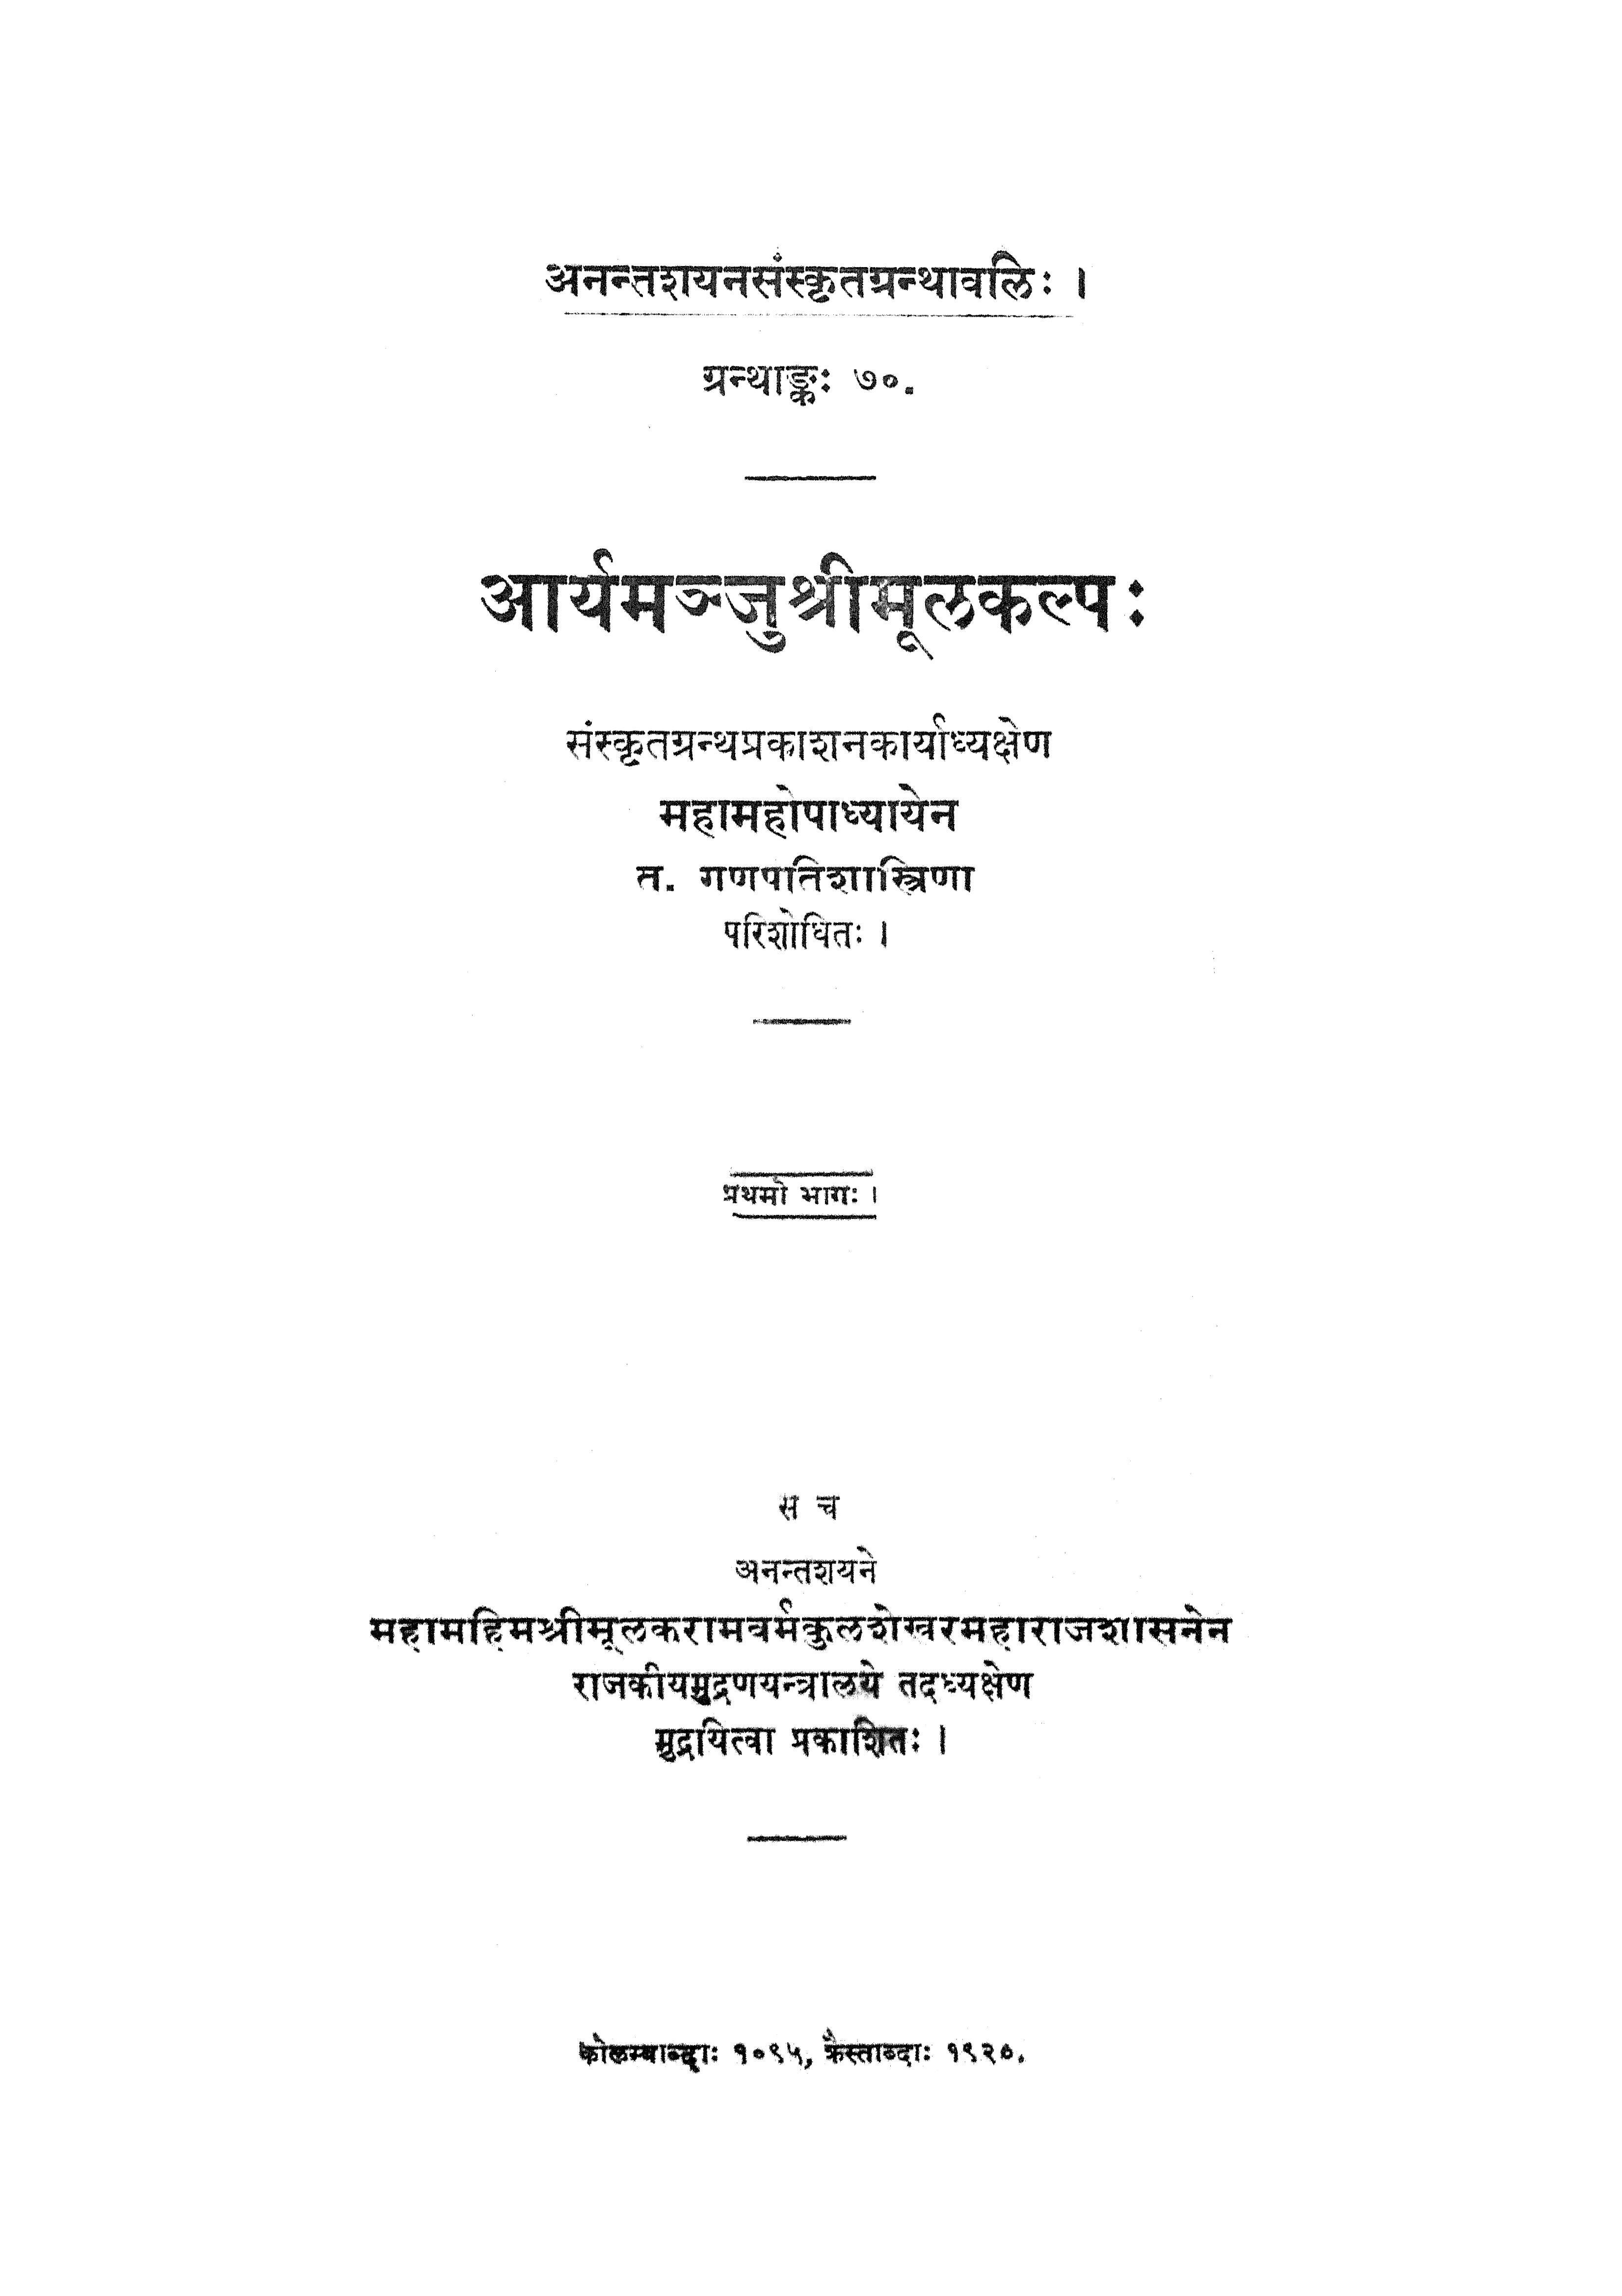 अनन्तशयनसंस्कृतग्रन्थावलिः ।
ग्रन्थाङ्कः ७०.
आर्यमञ्जुश्रीमूलकल्पः
संस्कृतग्रन्थप्रकाशनकार्याध्यक्षेण
महामहोपाध्यायेन
त. गणपतिशास्त्रिणा
परिशोधितः ।
प्रथमो भागः ।
स च
अनन्तशयने
महामहिमश्रीमूलकरामवर्मकुलशेखरमहाराजशासनेन
राजकीयमुद्रणयन्त्रालये तदध्यक्षेण
मुद्रयित्वा प्रकाशितः ।
कोलम्बाब्दाः १०९५, क्रैस्ताब्दाः १९२०.